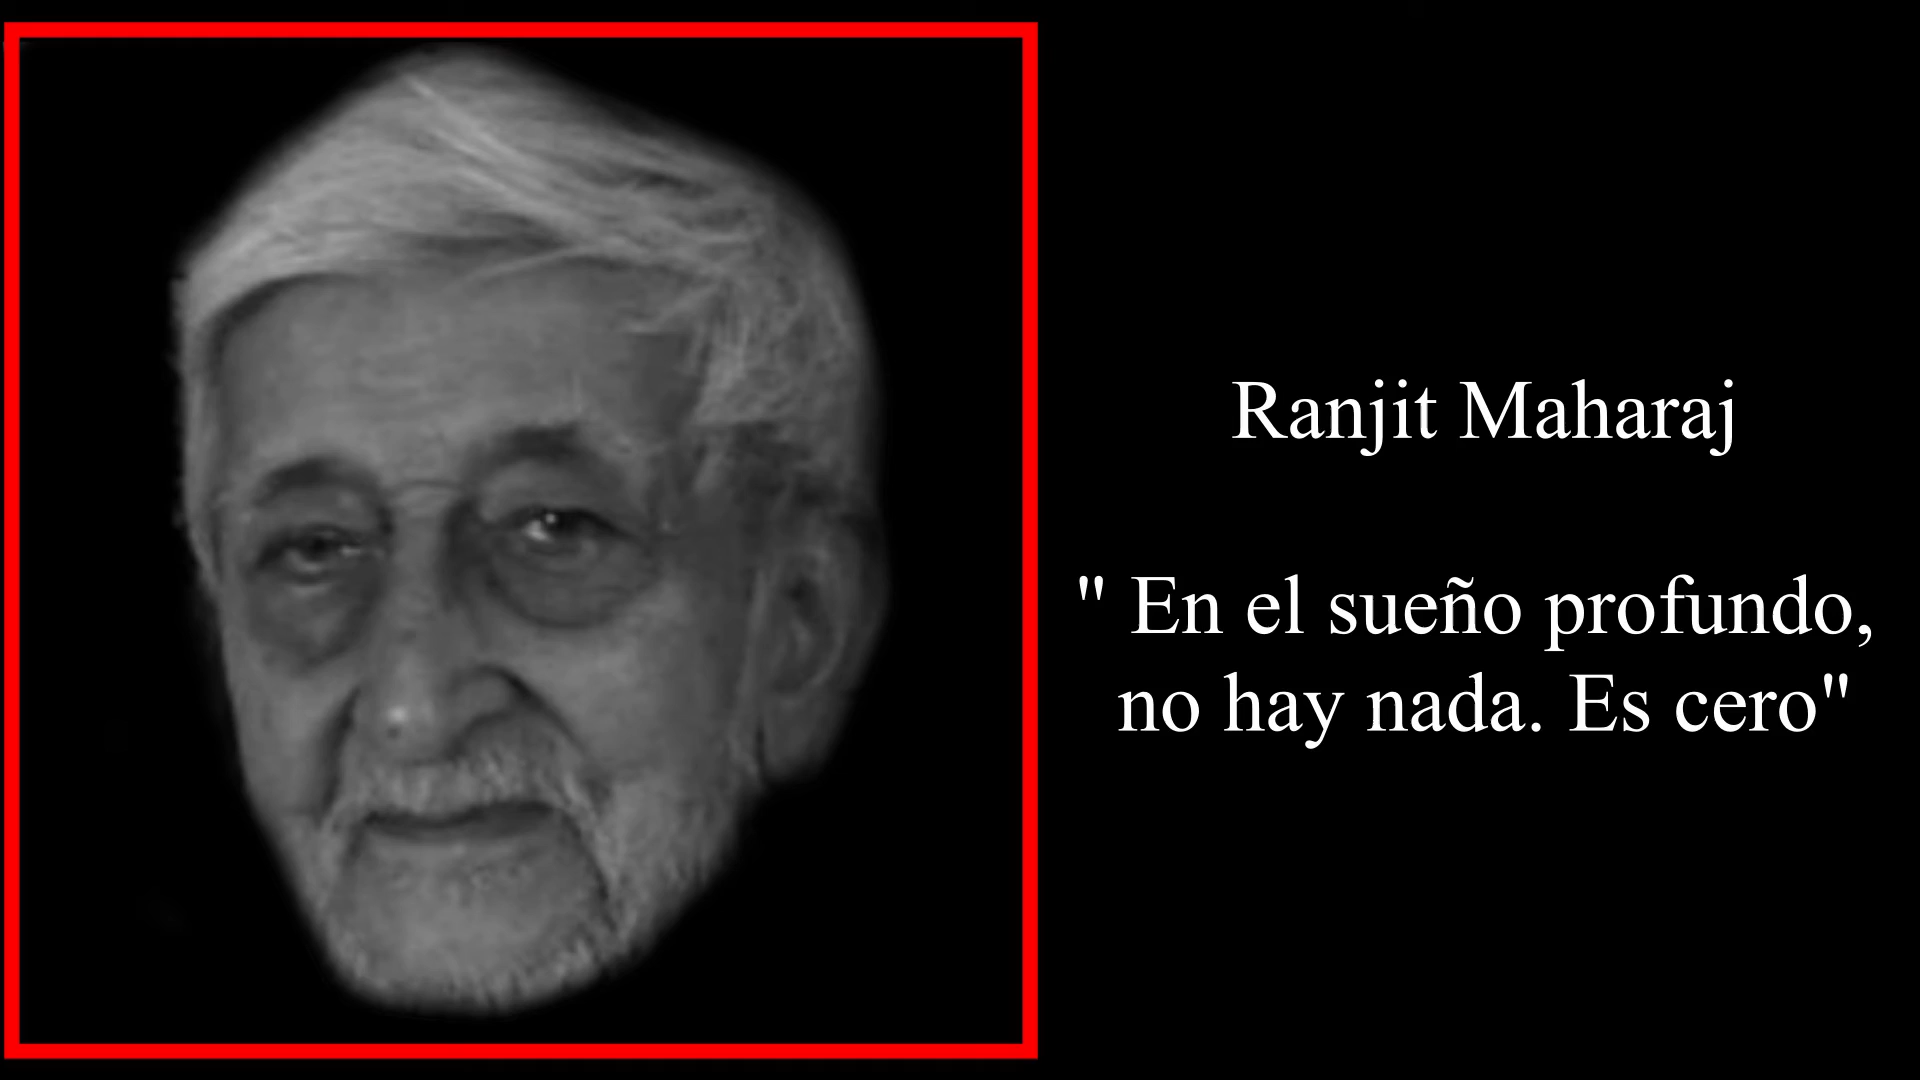 Ranjit Maharaj
" En el sueño profundo,
no hay nada. Es cero"